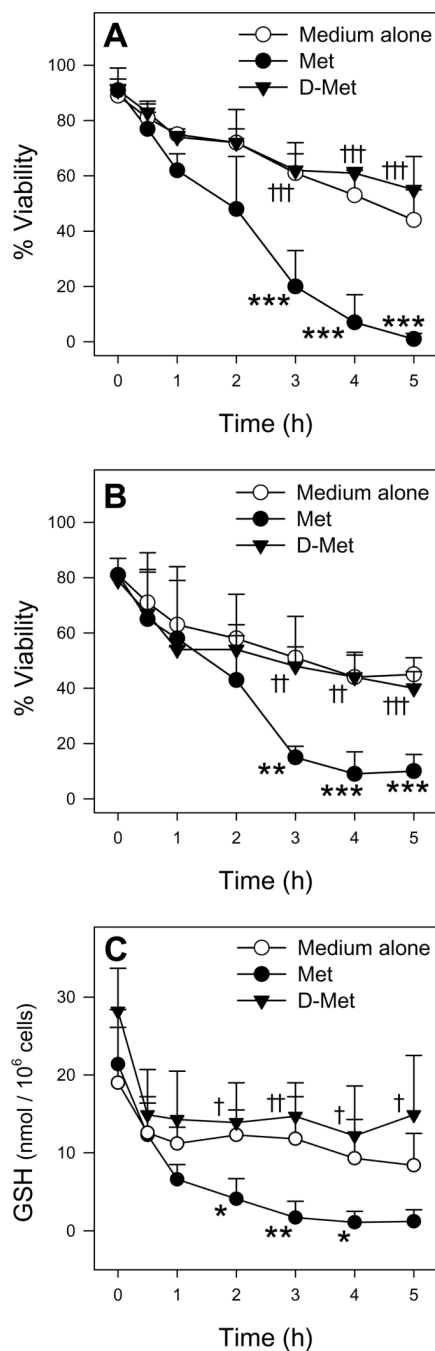 A
Medium alone
Met
D-Met
100
80
60
40
20
0
% Viability
†††
†††
†††
***
***
***
0 1 2 3 4 5
Time (h)
B
Medium alone
Met
D-Met
100
80
60
40
20
0
% Viability
††
††
†††
**
***
***
0 1 2 3 4 5
Time (h)
C
Medium alone
Met
D-Met
30
20
10
0
GSH (nmol / 10⁶ cells)
†
††
†
†
*
**
*
0 1 2 3 4 5
Time (h)